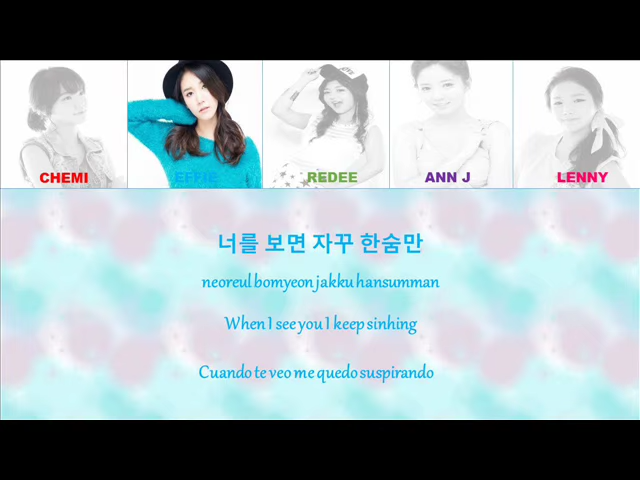 CHEMI EFFIE REDEE ANN J LENNY
너를 보면 자꾸 한숨만
neoreul bomyeon jakku hansumman
When I see you I keep sinhing
Cuando te veo me quedo suspirando